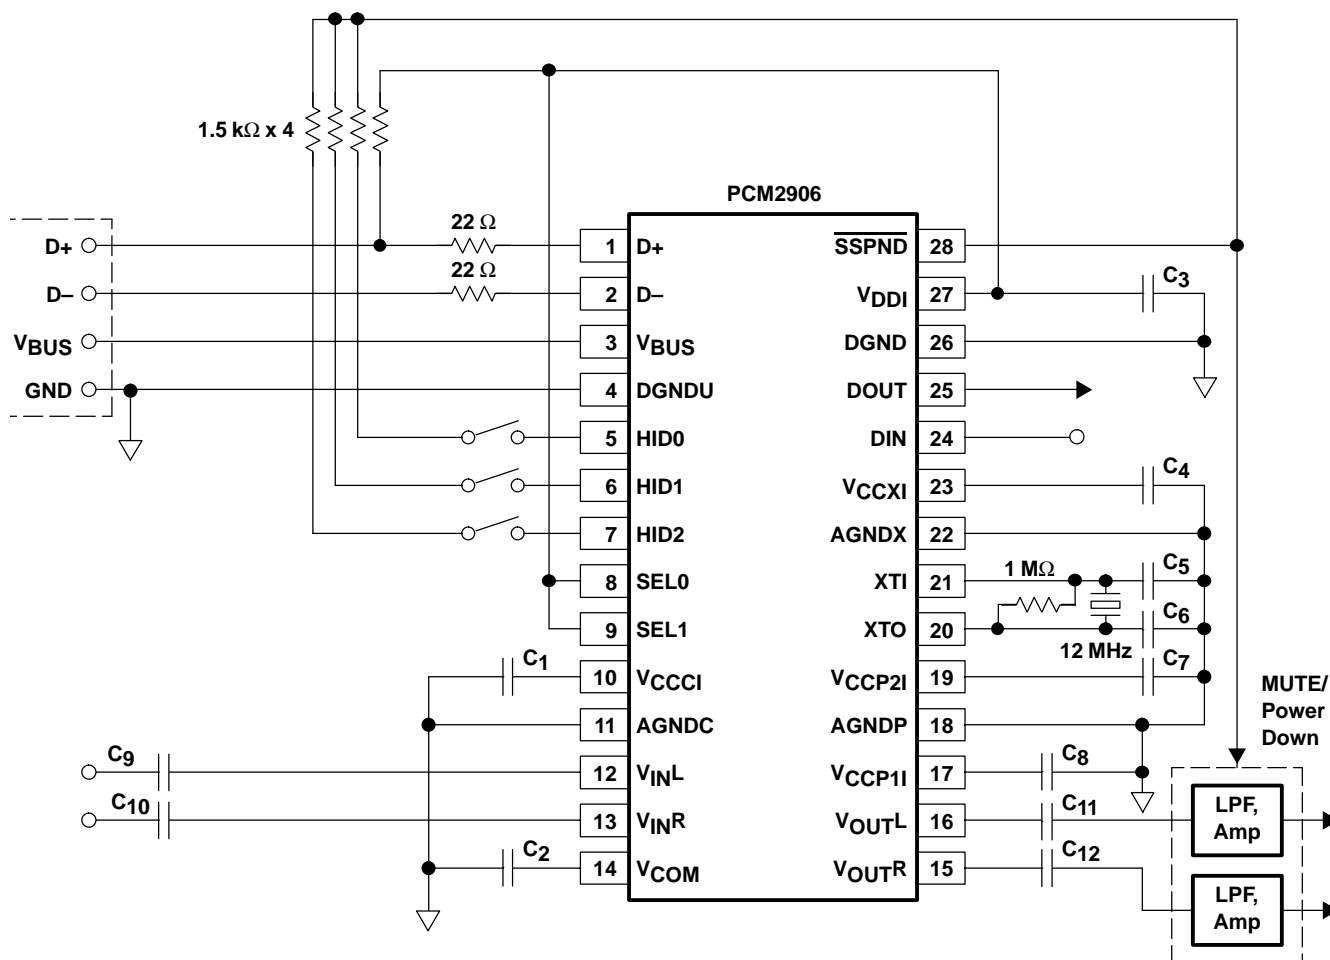 1.5 kΩ x 4
PCM2906
D+
D–
VBUS
GND
22 Ω
22 Ω
1 D+
2 D–
3 VBUS
4 DGNDU
5 HID0
6 HID1
7 HID2
8 SEL0
9 SEL1
10 VCCCI
11 AGNDC
12 VINL
13 VINR
14 VCOM
SSPND 28
VDDI 27
DGND 26
DOUT 25
DIN 24
VCCXI 23
AGNDX 22
XTI 21
XTO 20
VCCP2I 19
AGNDP 18
VCCP1I 17
VOUTL 16
VOUTR 15
C1
C9
C10
C2
C3
C4
1 MΩ
C5
C6
12 MHz
C7
C8
C11
C12
MUTE/
Power
Down
LPF,
Amp
LPF,
Amp